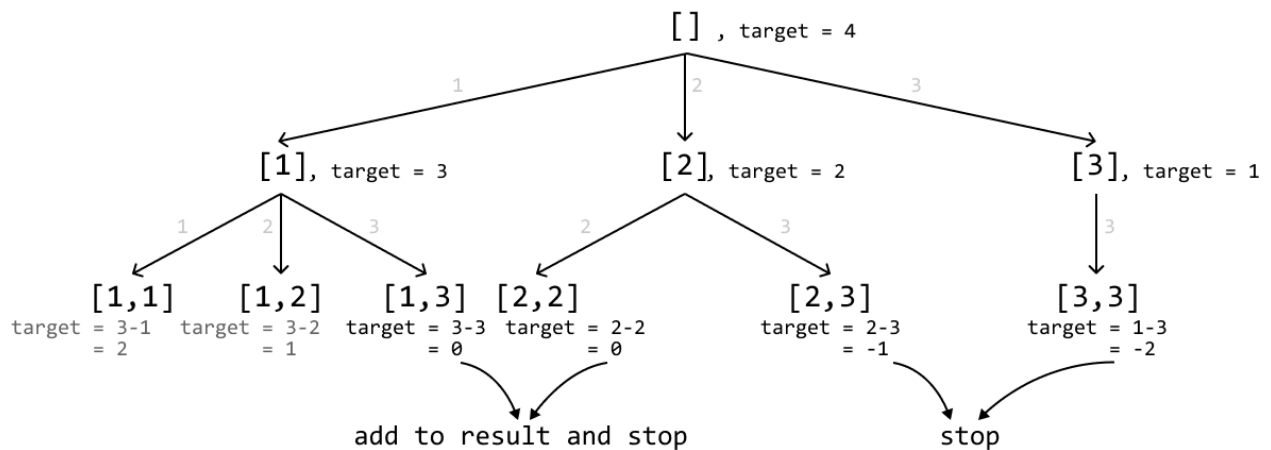 [] , target = 4
1 2 3
[1], target = 3 [2], target = 2 [3], target = 1
1 2 3 2 3 3
[1,1] [1,2] [1,3] [2,2] [2,3] [3,3]
target = 3-1 target = 3-2 target = 3-3 target = 2-2 target = 2-3 target = 1-3
= 2 = 1 = 0 = 0 = -1 = -2
add to result and stop stop